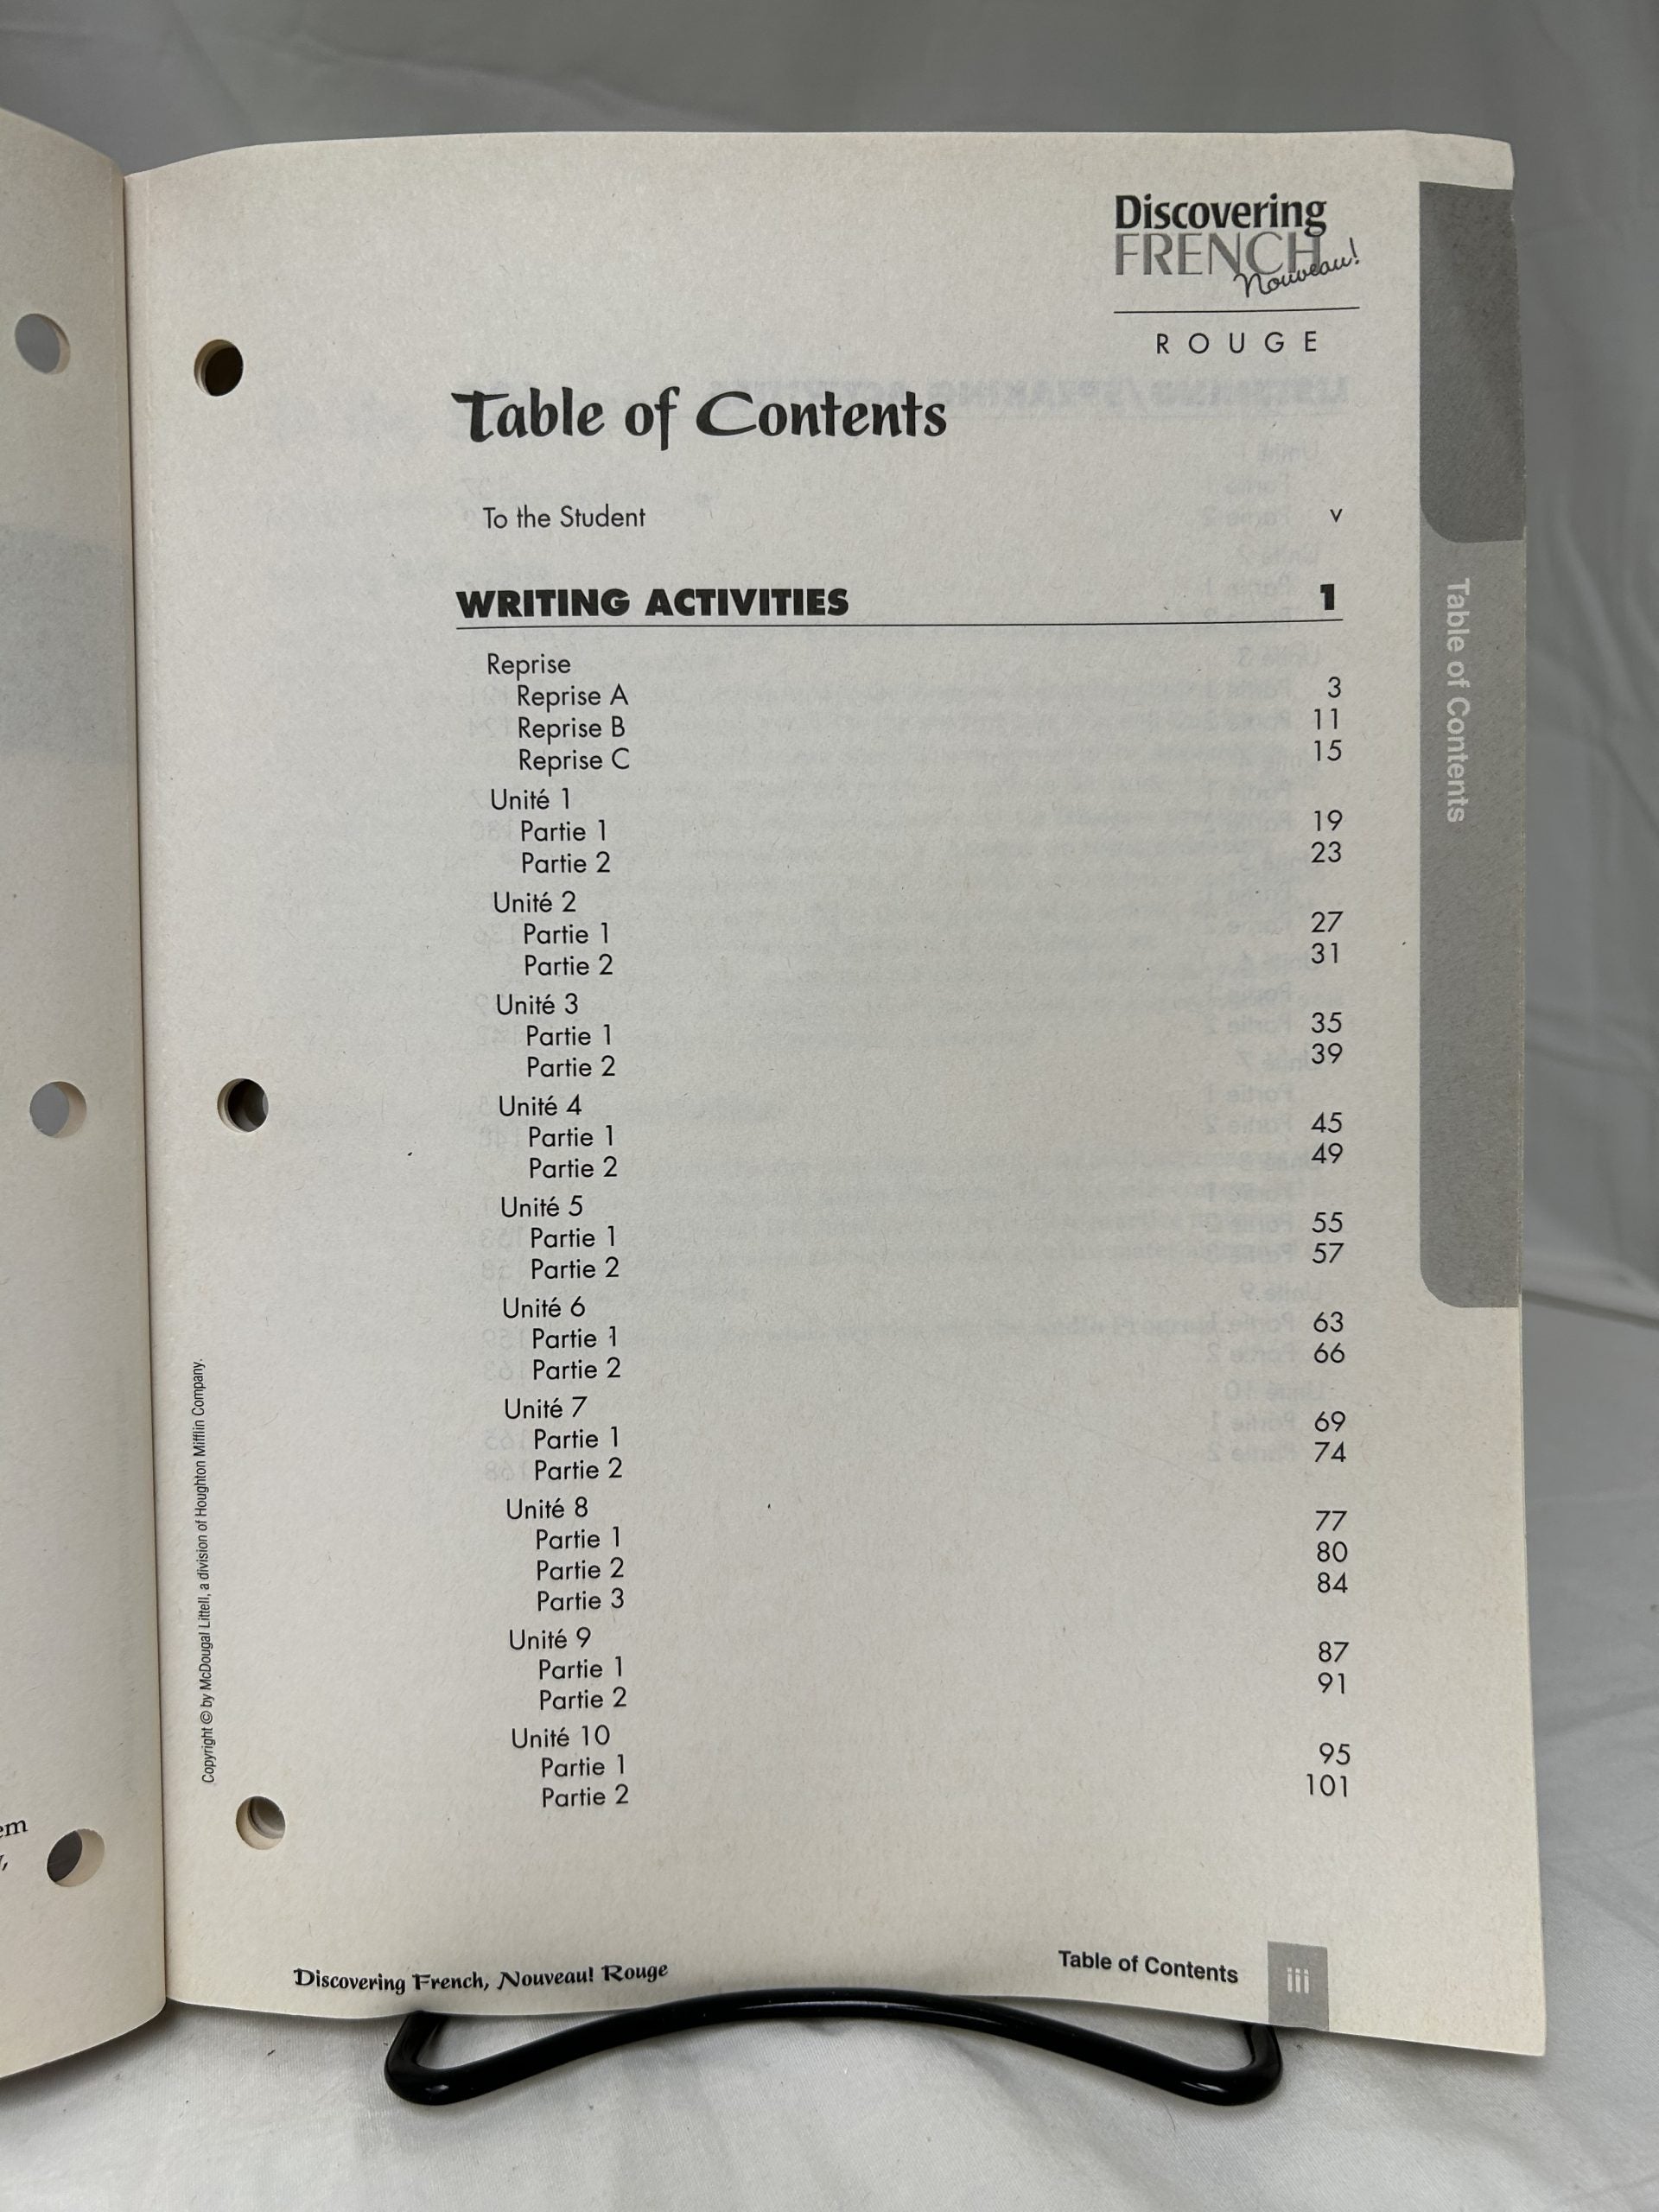 Discovering
FRENCH
Nouveau!
ROUGE
Table of Contents
To the Student v
WRITING ACTIVITIES 1
Reprise
Reprise A 3
Reprise B 11
Reprise C 15
Unité 1
Partie 1 19
Partie 2 23
Unité 2
Partie 1 27
Partie 2 31
Unité 3
Partie 1 35
Partie 2 39
Unité 4
Partie 1 45
Partie 2 49
Unité 5
Partie 1 55
Partie 2 57
Unité 6
Partie 1 63
Partie 2 66
Unité 7
Partie 1 69
Partie 2 74
Unité 8
Partie 1 77
Partie 2 80
Partie 3 84
Unité 9
Partie 1 87
Partie 2 91
Unité 10
Partie 1 95
Partie 2 101
Table of Contents
Copyright © by McDougal Littell, a division of Houghton Mifflin Company.
Discovering French, Nouveau! Rouge
Table of Contents iii